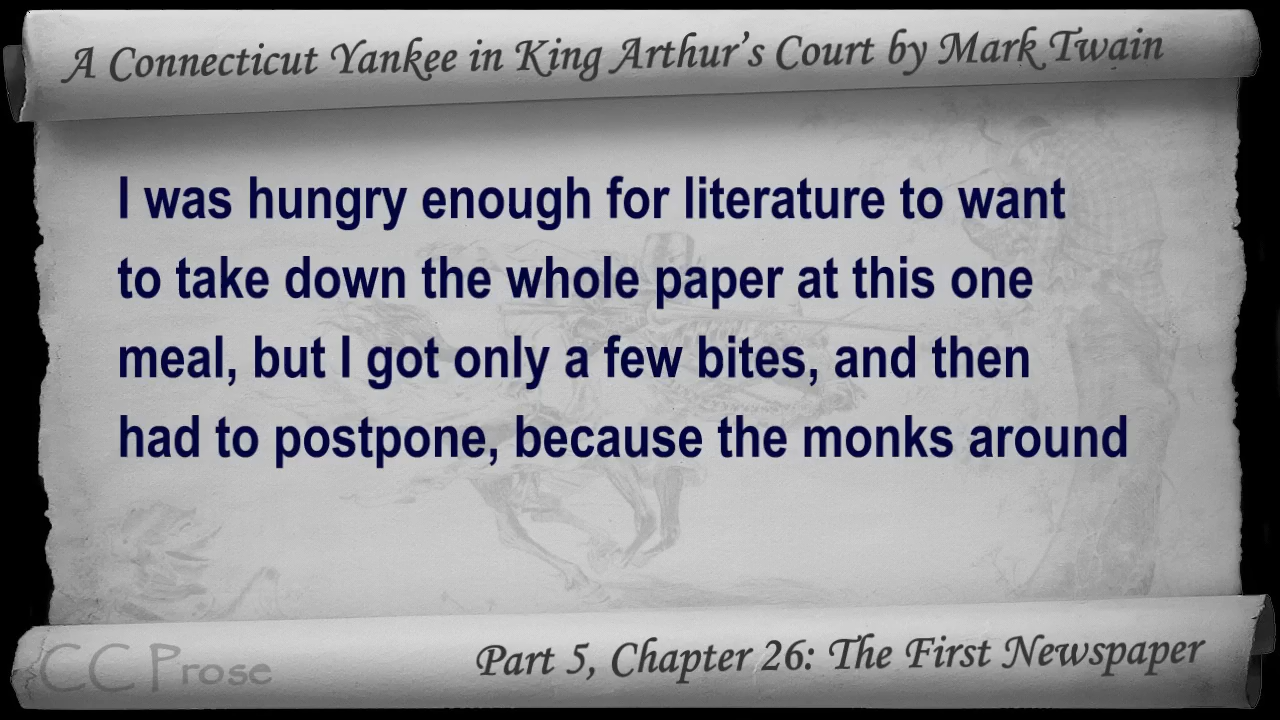 A Connecticut Yankee in King Arthur's Court by Mark Twain
I was hungry enough for literature to want
to take down the whole paper at this one
meal, but I got only a few bites, and then
had to postpone, because the monks around
CC Prose
Part 5, Chapter 26: The First Newspaper